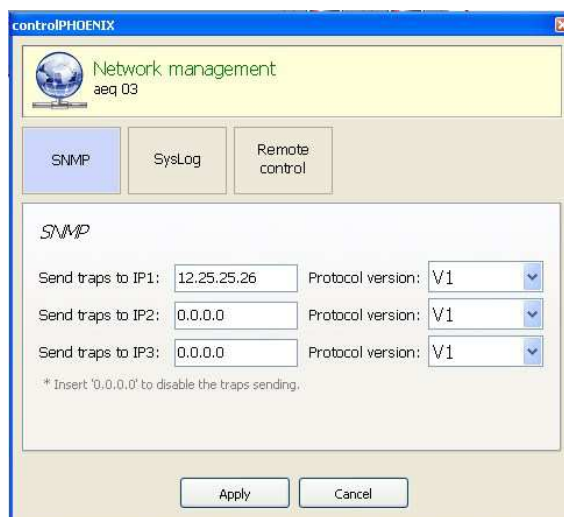 controlPHOENIX
Network management
aeq 03
SNMP
SysLog
Remote
control
SNMP
Send traps to IP1: 12.25.25.26 Protocol version: V1
Send traps to IP2: 0.0.0.0 Protocol version: V1
Send traps to IP3: 0.0.0.0 Protocol version: V1
* Insert '0.0.0.0' to disable the traps sending.
Apply Cancel